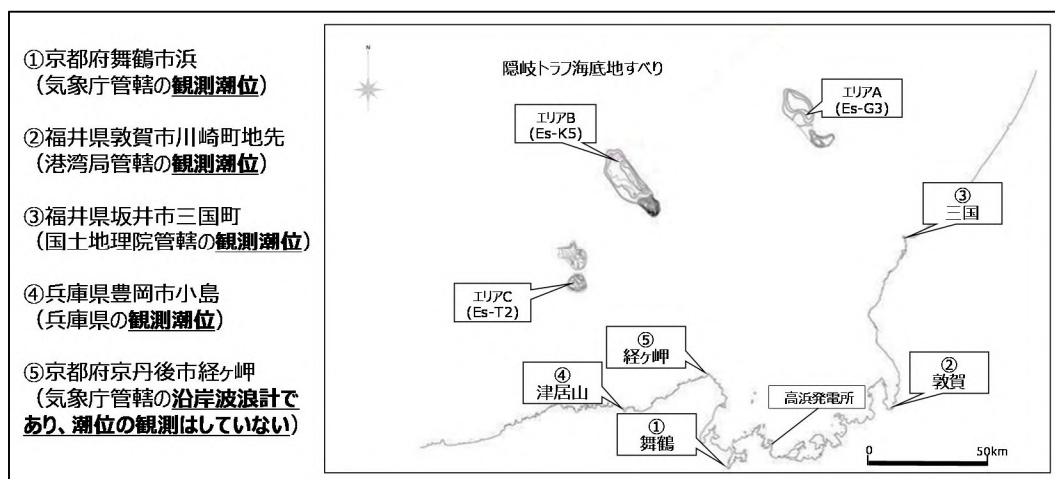 ①京都府舞鶴市浜
（気象庁管轄の観測潮位）
②福井県敦賀市川崎町地先
（港湾局管轄の観測潮位）
③福井県坂井市三国町
（国土地理院管轄の観測潮位）
④兵庫県豊岡市小島
（兵庫県の観測潮位）
⑤京都府京丹後市経ヶ岬
（気象庁管轄の沿岸波浪計で
あり、潮位の観測はしていない）
N
隠岐トラフ海底地すべり
エリアA
(Es-G3)
エリアB
(Es-K5)
③
三国
エリアC
(Es-T2)
⑤
経ヶ岬
④
津居山
②
敦賀
高浜発電所
①
舞鶴
0 50km